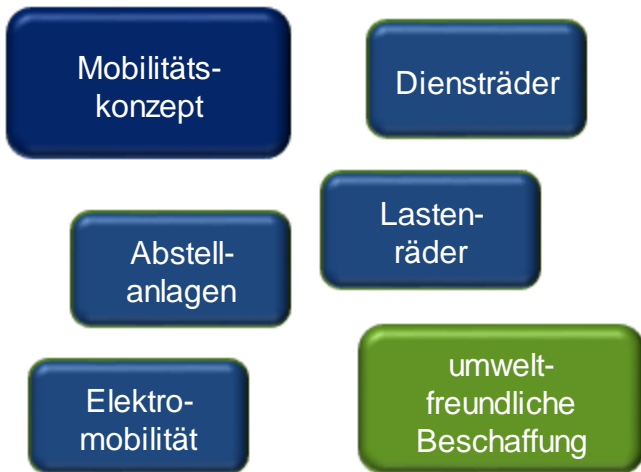 Mobilitäts-
konzept
Diensträder
Lasten-
räder
Abstell-
anlagen
Elektro-
mobilität
umwelt-
freundliche
Beschaffung